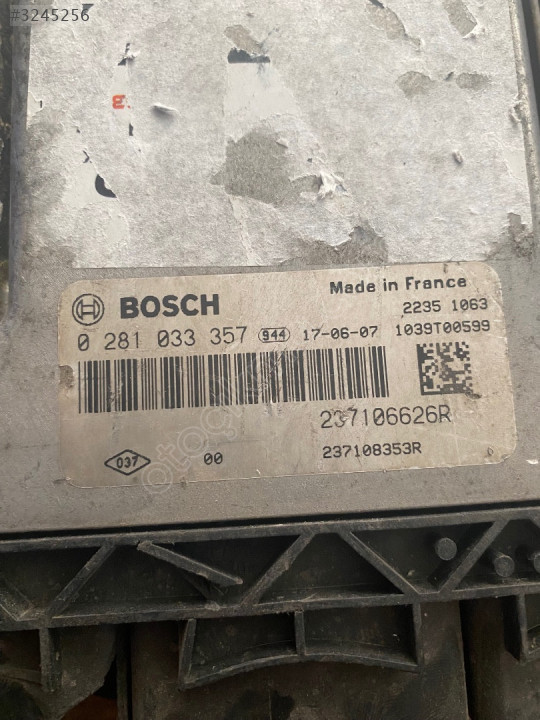 #3245256
BOSCH
Made in France
0 281 033 357 944 17-06-07
2235 1063
1039T00599
237106626R
037 00 237108353R